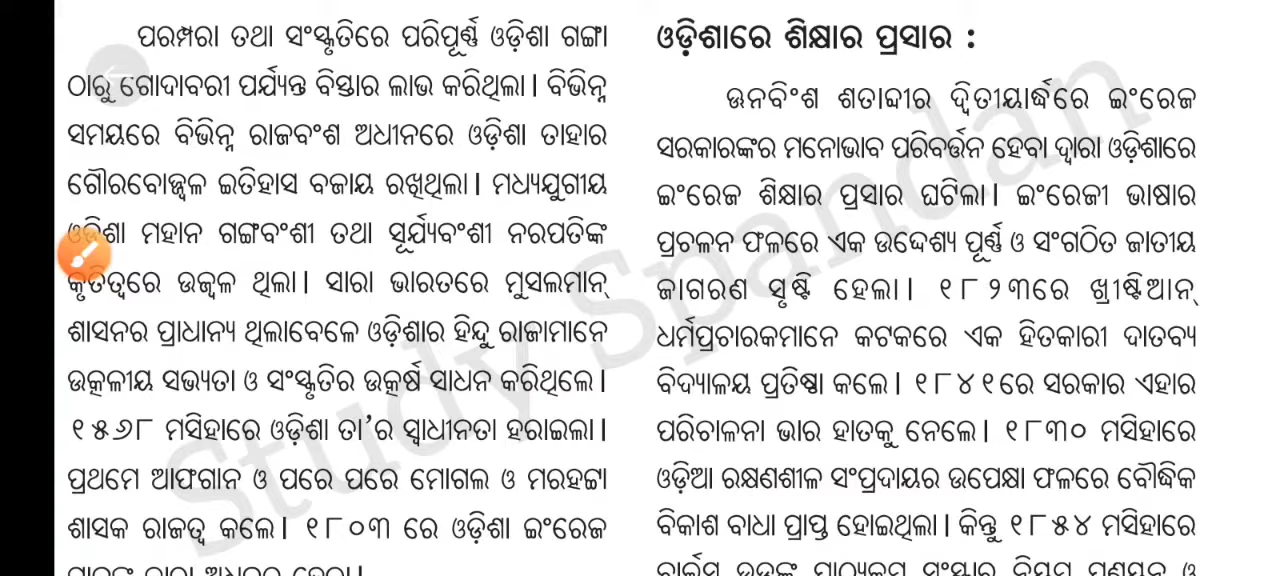 ପରମ୍ପରା ତଥା ସଂସ୍କୃତିରେ ପରିପୂର୍ଣ୍ଣ ଓଡ଼ିଶା ଗଙ୍ଗା
ଠାରୁ ଗୋଦାବରୀ ପର୍ଯ୍ୟନ୍ତ ବିସ୍ତାର ଲାଭ କରିଥିଲା । ବିଭିନ୍ନ
ସମୟରେ ବିଭିନ୍ନ ରାଜବଂଶ ଅଧୀନରେ ଓଡ଼ିଶା ତାହାର
ଗୌରବୋଜ୍ଜ୍ୱଳ ଇତିହାସ ବଜାୟ ରଖିଥିଲା । ମଧ୍ୟଯୁଗୀୟ
ଓଡ଼ିଶା ମହାନ ଗଙ୍ଗବଂଶୀ ତଥା ସୂର୍ଯ୍ୟବଂଶୀ ନରପତିଙ୍କ
କୃତିତ୍ୱରେ ଉଜ୍ଜ୍ୱଳ ଥିଲା । ସାରା ଭାରତରେ ମୁସଲମାନ୍
ଶାସନର ପ୍ରାଧାନ୍ୟ ଥିଲାବେଳେ ଓଡ଼ିଶାର ହିନ୍ଦୁ ରାଜାମାନେ
ଉତ୍କଳୀୟ ସଭ୍ୟତା ଓ ସଂସ୍କୃତିର ଉତ୍କର୍ଷ ସାଧନ କରିଥିଲେ ।
୧୫୬୮ ମସିହାରେ ଓଡ଼ିଶା ତା'ର ସ୍ୱାଧୀନତା ହରାଇଲା ।
ପ୍ରଥମେ ଆଫଗାନ ଓ ପରେ ପରେ ମୋଗଲ ଓ ମରହଟ୍ଟା
ଶାସକ ରାଜତ୍ୱ କଲେ । ୧୮୦୩ ରେ ଓଡ଼ିଶା ଇଂରେଜ
ଓଡ଼ିଶାରେ ଶିକ୍ଷାର ପ୍ରସାର :
ଊନବିଂଶ ଶତାବ୍ଦୀର ଦ୍ୱିତୀୟାର୍ଦ୍ଧରେ ଇଂରେଜ
ସରକାରଙ୍କର ମନୋଭାବ ପରିବର୍ତ୍ତନ ହେବା ଦ୍ୱାରା ଓଡ଼ିଶାରେ
ଇଂରେଜ ଶିକ୍ଷାର ପ୍ରସାର ଘଟିଲା । ଇଂରେଜୀ ଭାଷାର
ପ୍ରଚଳନ ଫଳରେ ଏକ ଉଦ୍ଦେଶ୍ୟ ପୂର୍ଣ୍ଣ ଓ ସଂଗଠିତ ଜାତୀୟ
ଜାଗରଣ ସୃଷ୍ଟି ହେଲା । ୧୮୨୩ରେ ଖ୍ରୀଷ୍ଟିଆନ୍
ଧର୍ମପ୍ରଚାରକମାନେ କଟକରେ ଏକ ହିତକାରୀ ଦାତବ୍ୟ
ବିଦ୍ୟାଳୟ ପ୍ରତିଷ୍ଠା କଲେ । ୧୮୪୧ରେ ସରକାର ଏହାର
ପରିଚାଳନା ଭାର ହାତକୁ ନେଲେ । ୧୮୩୦ ମସିହାରେ
ଓଡ଼ିଆ ରକ୍ଷଣଶୀଳ ସଂପ୍ରଦାୟର ଉପେକ୍ଷା ଫଳରେ ବୌଦ୍ଧିକ
ବିକାଶ ବାଧା ପ୍ରାପ୍ତ ହୋଇଥିଲା । କିନ୍ତୁ ୧୮୫୪ ମସିହାରେ
Study Spandan